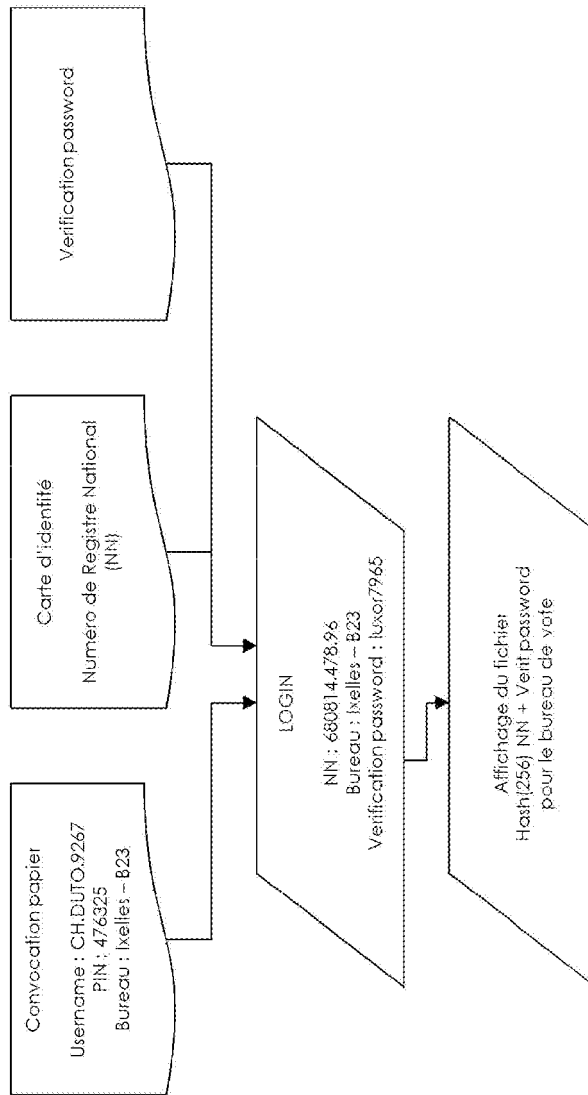 Convocation papier
Username : CH.DUTO.9267
PIN : 476325
Bureau : Ixelles – B23
Carte d'identité
Numéro de Registre National
(NN)
Verification password
LOGIN
NN : 680814.478.96
Bureau : Ixelles – B23
Verification password : luxor7965
Affichage du fichier
Hash(256) NN + Verif password
pour le bureau de vote